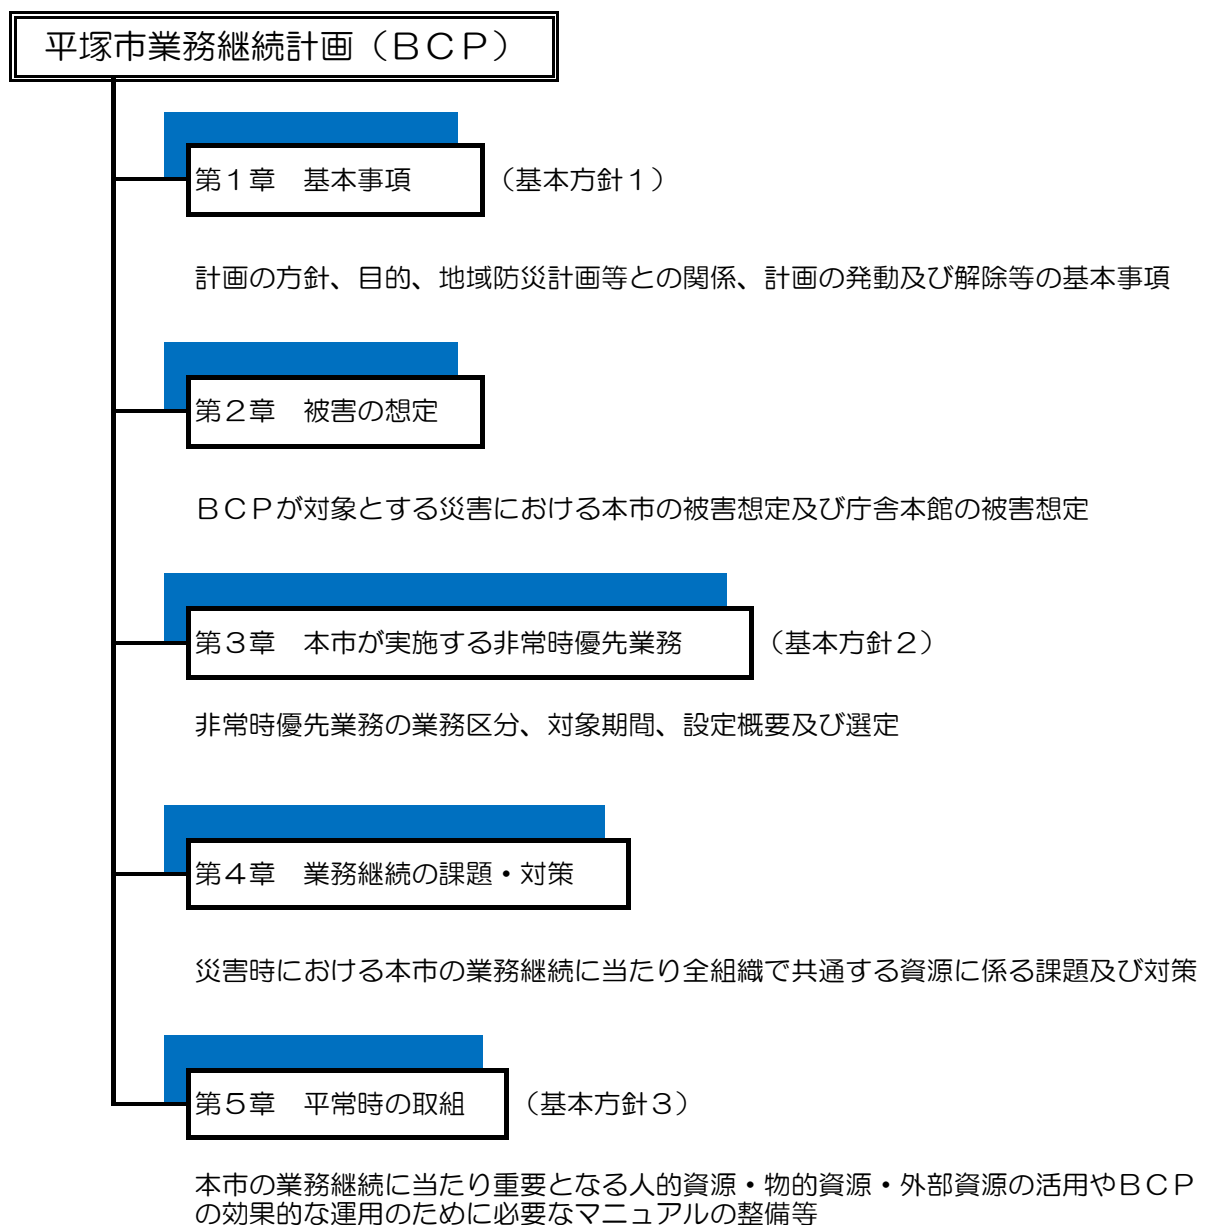 平塚市業務継続計画（ＢＣＰ）
第１章　基本事項　（基本方針１）
計画の方針、目的、地域防災計画等との関係、計画の発動及び解除等の基本事項
第２章　被害の想定
ＢＣＰが対象とする災害における本市の被害想定及び庁舎本館の被害想定
第３章　本市が実施する非常時優先業務　（基本方針２）
非常時優先業務の業務区分、対象期間、設定概要及び選定
第４章　業務継続の課題・対策
災害時における本市の業務継続に当たり全組織で共通する資源に係る課題及び対策
第５章　平常時の取組　（基本方針３）
本市の業務継続に当たり重要となる人的資源・物的資源・外部資源の活用やＢＣＰ
の効果的な運用のために必要なマニュアルの整備等